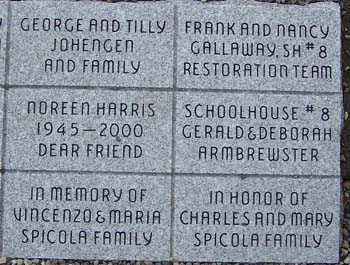 GEORGE AND TILLY
JOHENGEN
AND FAMILY
FRANK AND NANCY
GALLAWAY, SH #8
RESTORATION TEAM
NOREEN HARRIS
1945-2000
DEAR FRIEND
SCHOOLHOUSE #8
GERALD & DEBORAH
ARMBREWSTER
IN MEMORY OF
VINCENZO & MARIA
SPICOLA FAMILY
IN HONOR OF
CHARLES AND MARY
SPICOLA FAMILY